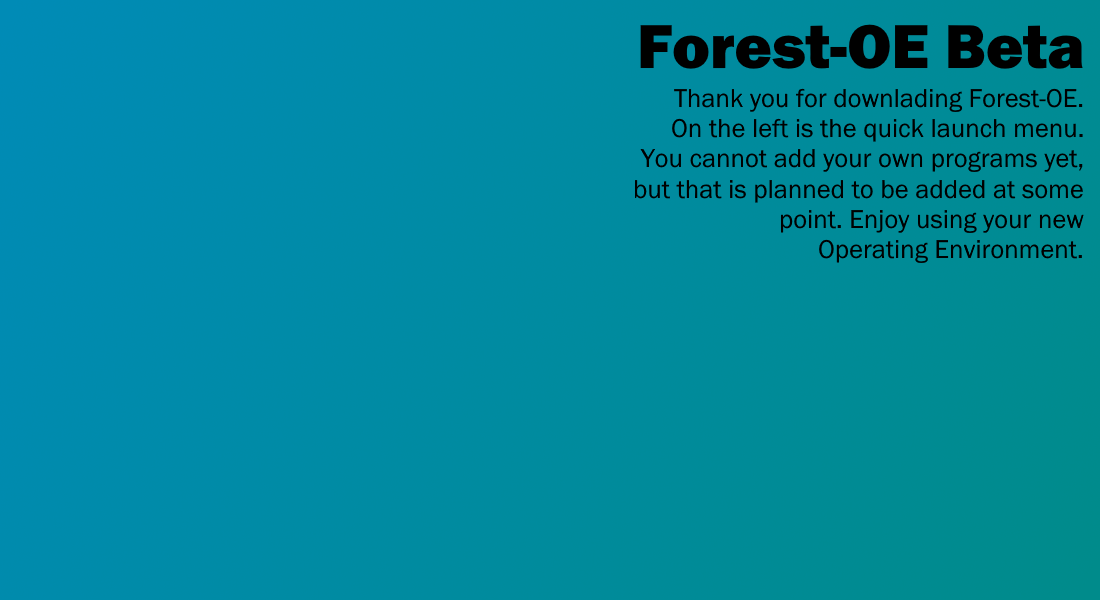 Forest-OE Beta
Thank you for downlading Forest-OE.
On the left is the quick launch menu.
You cannot add your own programs yet,
but that is planned to be added at some
point. Enjoy using your new
Operating Environment.